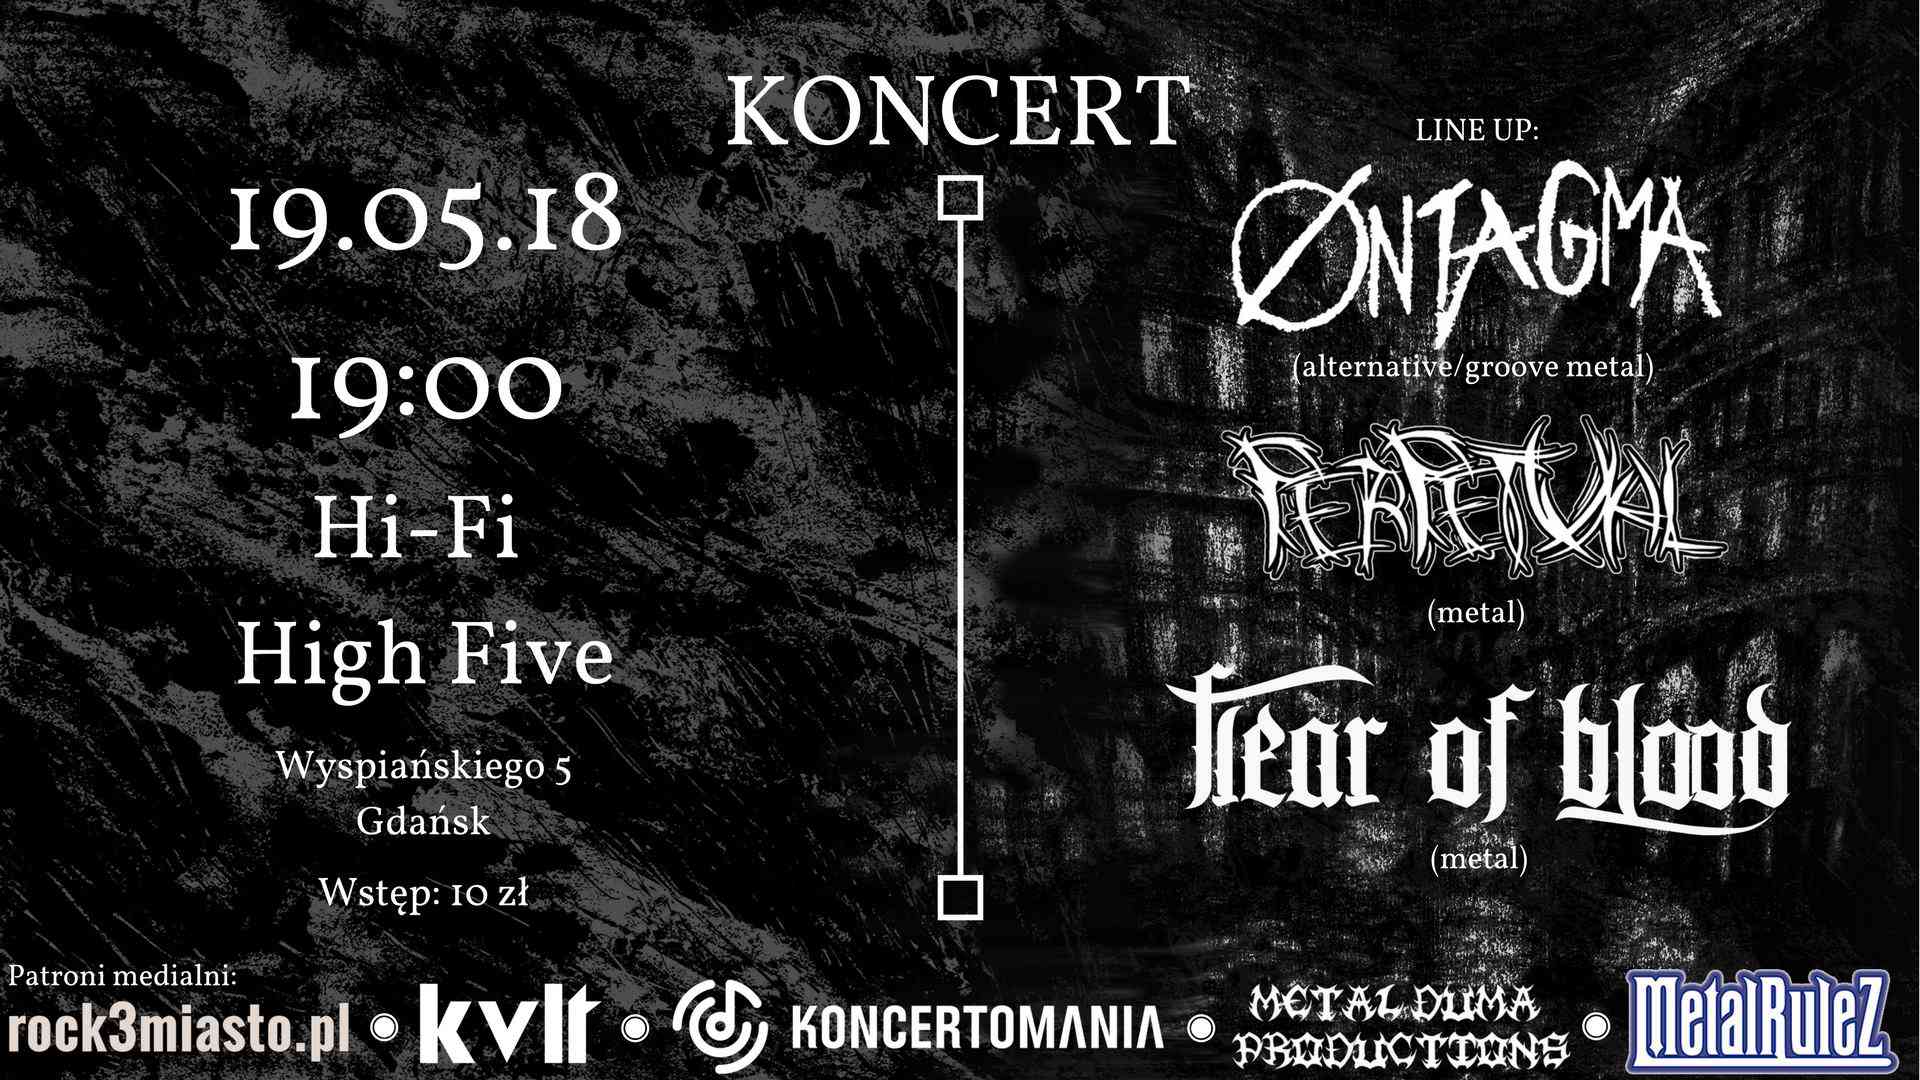 KONCERT
19.05.18
19:00
Hi-Fi
High Five
Wyspiańskiego 5
Gdańsk
Wstęp: 10 zł
LINE UP:
ØNTAGMA
(alternative/groove metal)
PERPETUAL
(metal)
fear of blood
(metal)
Patroni medialni:
rock3miasto.pl
kvlt
KONCERTOMANIA
METAL DUMA
PRODUCTIONS
MetalRuleZ